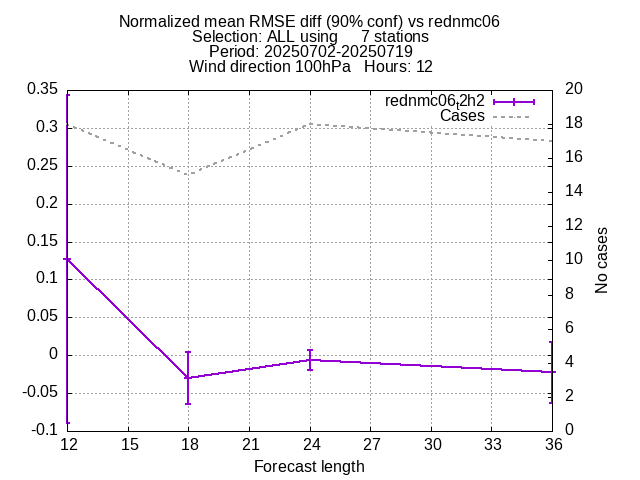 Normalized mean RMSE diff (90% conf) vs rednmc06
Selection: ALL using 7 stations
Period: 20250702-20250719
Wind direction 100hPa Hours: 12
rednmc06_t2h2
Cases
0.35
0.3
0.25
0.2
0.15
0.1
0.05
0
-0.05
-0.1
20
18
16
14
12
10
8
6
4
2
0
No cases
12 15 18 21 24 27 30 33 36
Forecast length